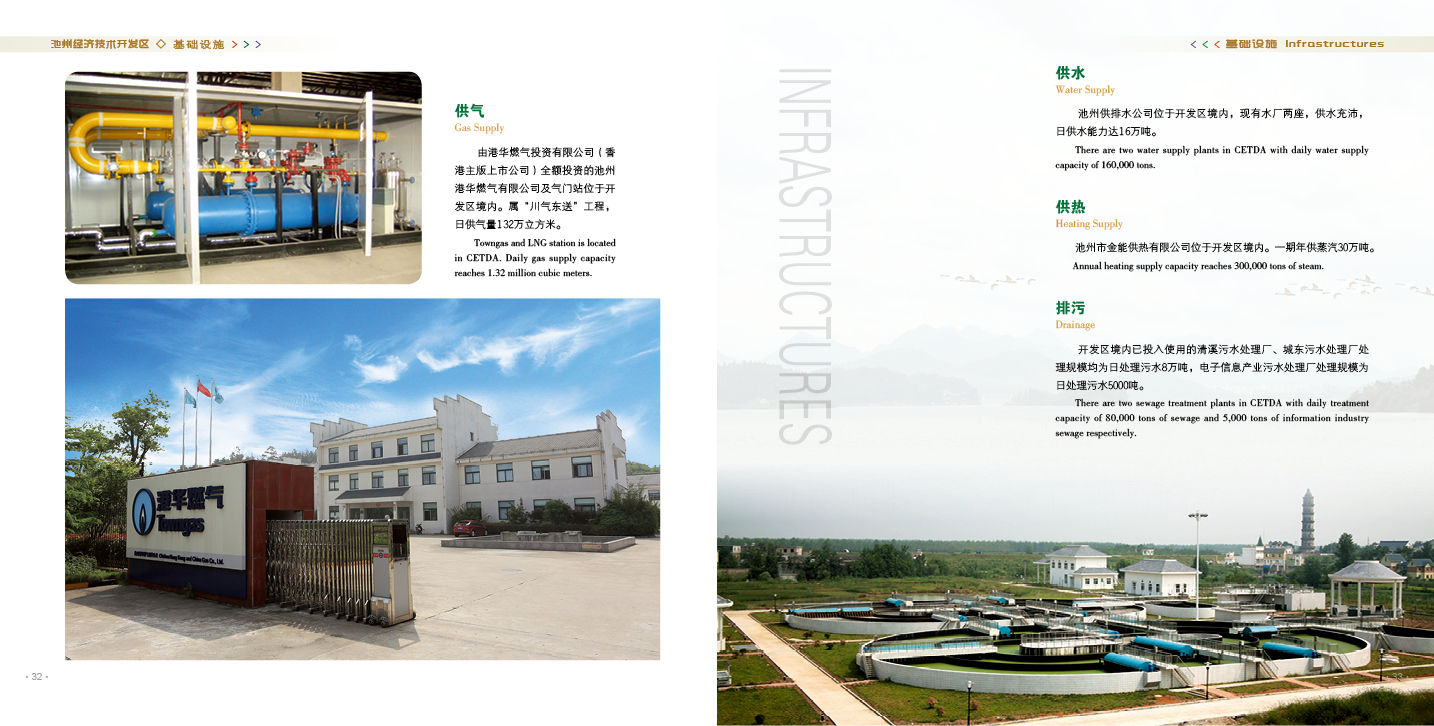 池州经济技术开发区 ◇ 基础设施 > > >
供气
Gas Supply
由港华燃气投资有限公司（香
港主版上市公司）全额投资的池州
港华燃气有限公司及气门站位于开
发区境内。属“川气东送”工程，
日供气量132万立方米。
Towngas and LNG station is located
in CETDA. Daily gas supply capacity
reaches 1.32 million cubic meters.
港华燃气
Towngas
· 32 ·
< < < 基础设施 Infrastructures
INFRASTRUCTURES
供水
Water Supply
池州供排水公司位于开发区境内，现有水厂两座，供水充沛，
日供水能力达16万吨。
There are two water supply plants in CETDA with daily water supply
capacity of 160,000 tons.
供热
Heating Supply
池州市金能供热有限公司位于开发区境内。一期年供蒸汽30万吨。
Annual heating supply capacity reaches 300,000 tons of steam.
排污
Drainage
开发区境内已投入使用的清溪污水处理厂、城东污水处理厂处
理规模均为日处理污水8万吨，电子信息产业污水处理厂处理规模为
日处理污水5000吨。
There are two sewage treatment plants in CETDA with daily treatment
capacity of 80,000 tons of sewage and 5,000 tons of information industry
sewage respectively.